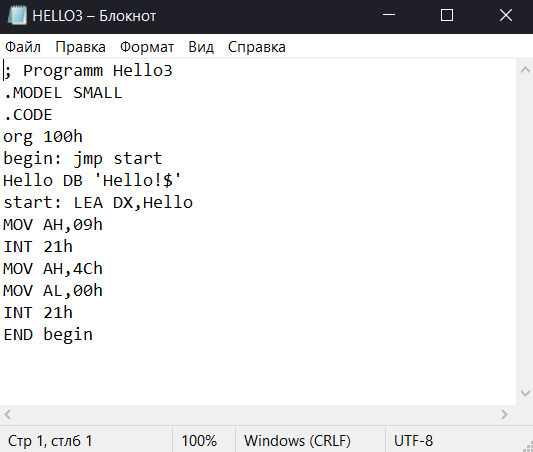 HELLO3 – Блокнот
Файл Правка Формат Вид Справка
; Programm Hello3
.MODEL SMALL
.CODE
org 100h
begin: jmp start
Hello DB 'Hello!$'
start: LEA DX,Hello
MOV AH,09h
INT 21h
MOV AH,4Ch
MOV AL,00h
INT 21h
END begin
Стр 1, стлб 1 100% Windows (CRLF) UTF-8